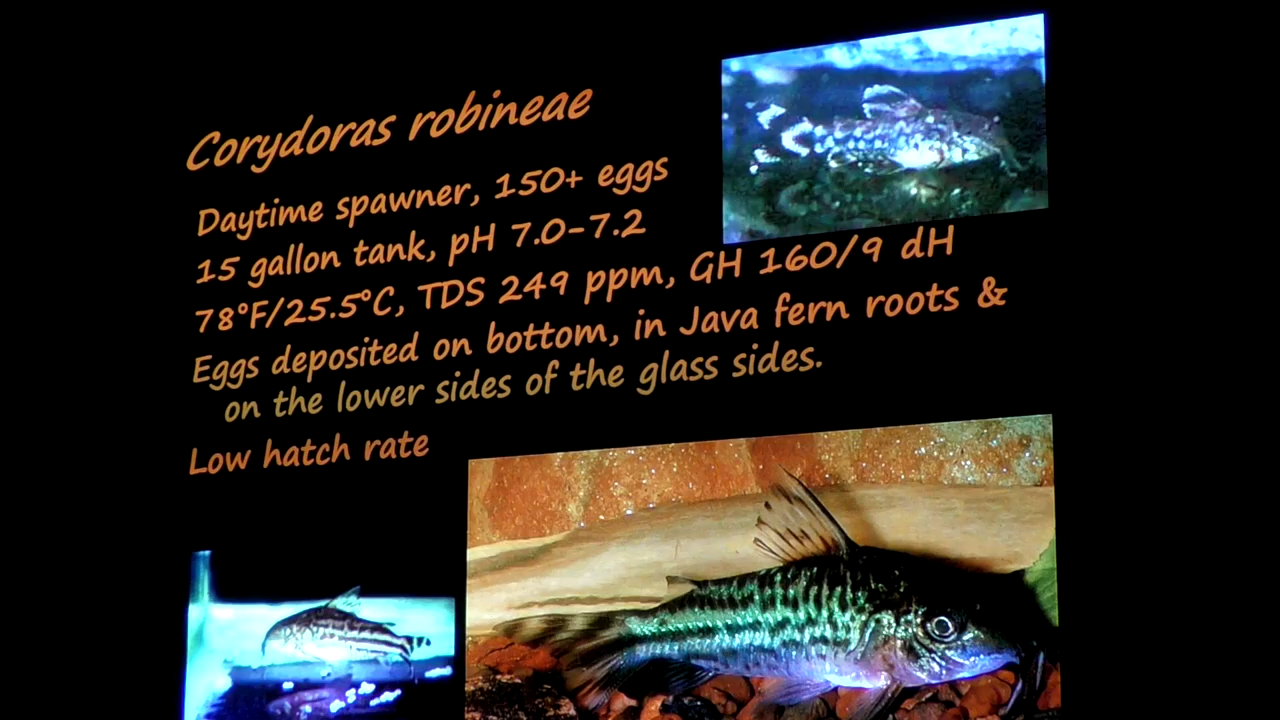 Corydoras robineae
Daytime spawner, 150+ eggs
15 gallon tank, pH 7.0-7.2
78°F/25.5°C, TDS 249 ppm, GH 160/9 dH
Eggs deposited on bottom, in Java fern roots &
on the lower sides of the glass sides.
Low hatch rate